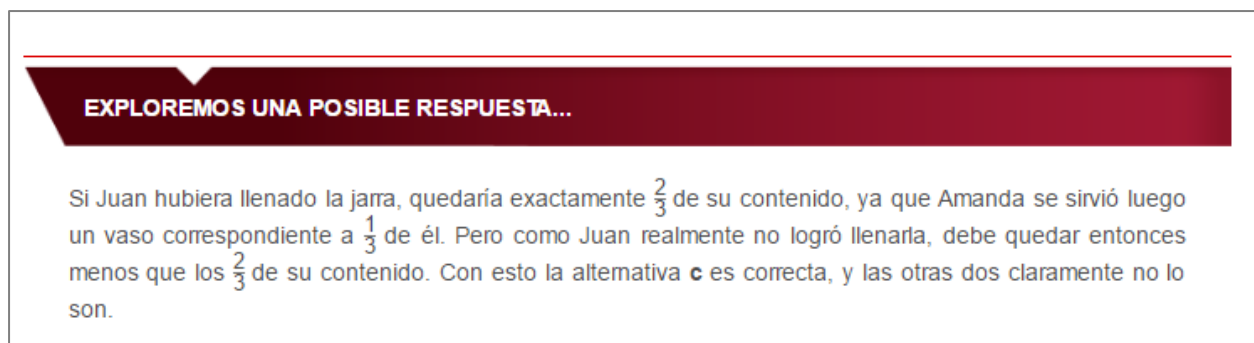 EXPLOREMOS UNA POSIBLE RESPUESTA...
Si Juan hubiera llenado la jarra, quedaría exactamente 2/3 de su contenido, ya que Amanda se sirvió luego
un vaso correspondiente a 1/3 de él. Pero como Juan realmente no logró llenarla, debe quedar entonces
menos que los 2/3 de su contenido. Con esto la alternativa c es correcta, y las otras dos claramente no lo
son.